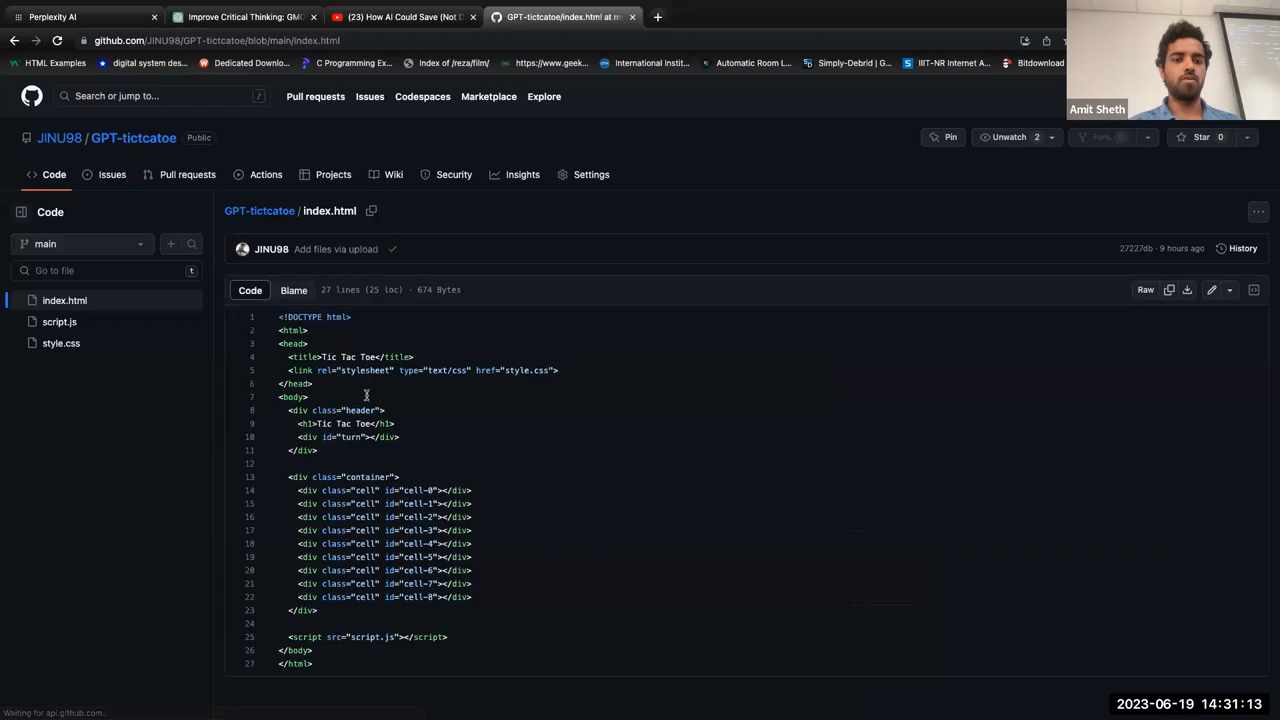 Perplexity AI
Improve Critical Thinking: GMC
(23) How AI Could Save (Not D
GPT-tictcatoe/index.html at m
github.com/JINU98/GPT-tictcatoe/blob/main/index.html
HTML Examples
digital system des...
Dedicated Downlo...
C Programming Ex...
Index of /reza/film/
https://www.geek...
International Instit...
Automatic Room L...
Simply-Debrid | G...
IIIT-NR Internet A...
Bitdownload
Amit Sheth
Search or jump to...
/
Pull requests
Issues
Codespaces
Marketplace
Explore
JINU98 / GPT-tictcatoe
Public
Pin
Unwatch 2
Fork 0
Star 0
Code
Issues
Pull requests
Actions
Projects
Wiki
Security
Insights
Settings
Code
GPT-tictcatoe / index.html
main
JINU98 Add files via upload
27227db · 9 hours ago
History
Go to file
t
Code
Blame
27 lines (25 loc) · 674 Bytes
Raw
index.html
script.js
style.css
1 <!DOCTYPE html>
2 <html>
3 <head>
4 <title>Tic Tac Toe</title>
5 <link rel="stylesheet" type="text/css" href="style.css">
6 </head>
7 <body>
8 <div class="header">
9 <h1>Tic Tac Toe</h1>
10 <div id="turn"></div>
11 </div>
12
13 <div class="container">
14 <div class="cell" id="cell-0"></div>
15 <div class="cell" id="cell-1"></div>
16 <div class="cell" id="cell-2"></div>
17 <div class="cell" id="cell-3"></div>
18 <div class="cell" id="cell-4"></div>
19 <div class="cell" id="cell-5"></div>
20 <div class="cell" id="cell-6"></div>
21 <div class="cell" id="cell-7"></div>
22 <div class="cell" id="cell-8"></div>
23 </div>
24
25 <script src="script.js"></script>
26 </body>
27 </html>
Waiting for api.github.com...
2023-06-19 14:31:13